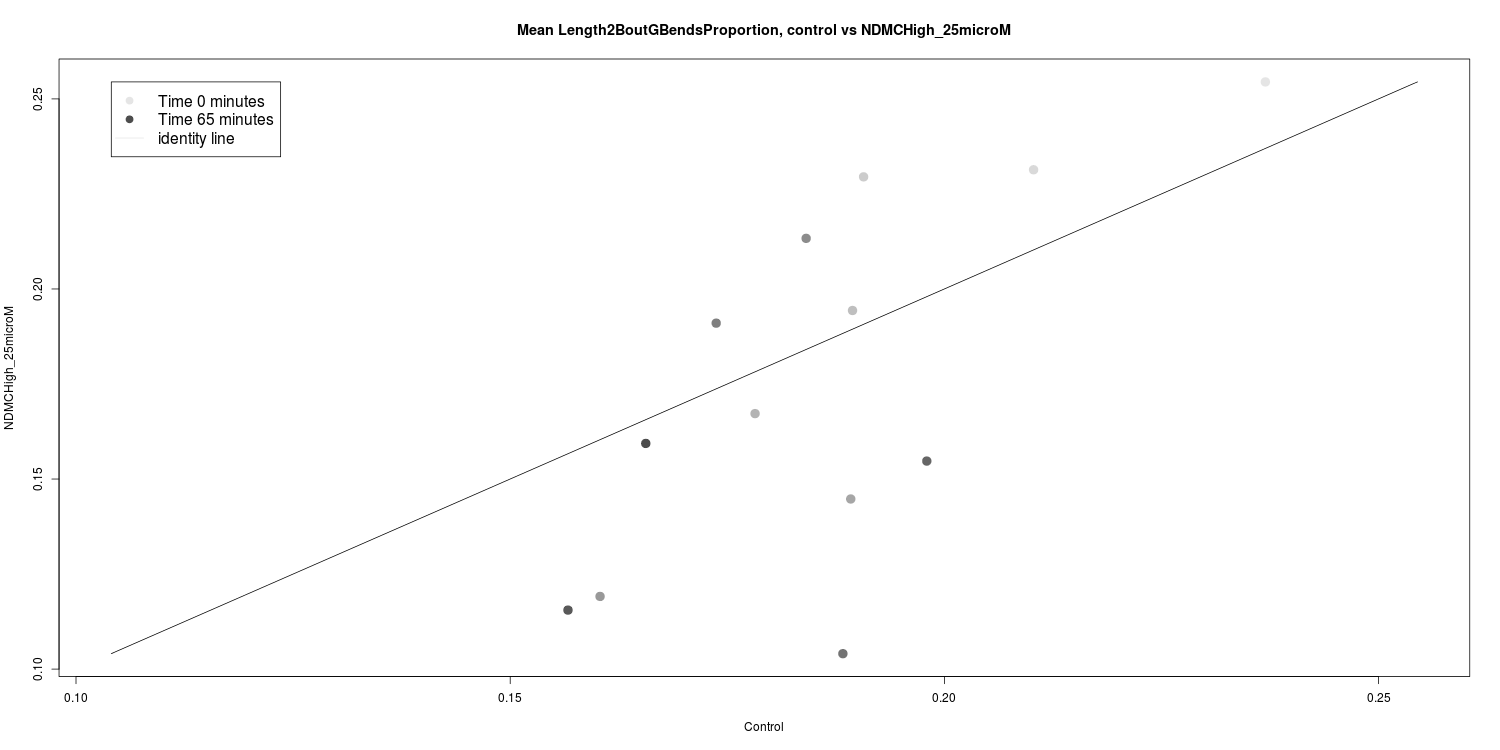 Mean Length2BoutGBendsProportion, control vs NDMCHigh_25microM
Time 0 minutes
Time 65 minutes
identity line
NDMCHigh_25microM
0.25
0.20
0.15
0.10
0.10 0.15 0.20 0.25
Control